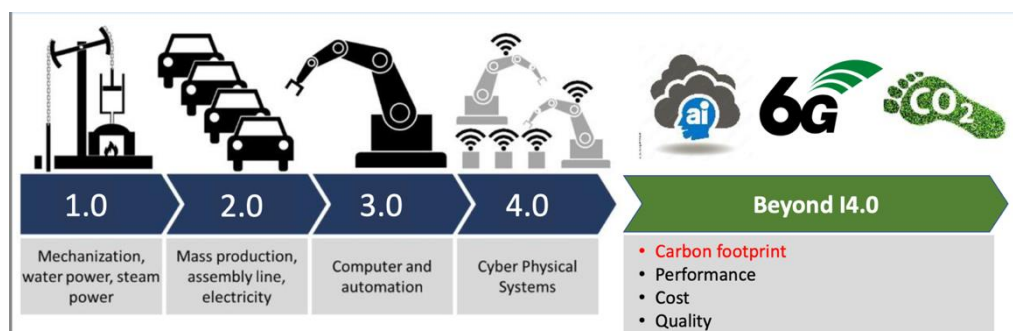 ai
6G
CO2
1.0
2.0
3.0
4.0
Beyond I4.0
Mechanization,
water power, steam
power
Mass production,
assembly line,
electricity
Computer and
automation
Cyber Physical
Systems
• Carbon footprint
• Performance
• Cost
• Quality